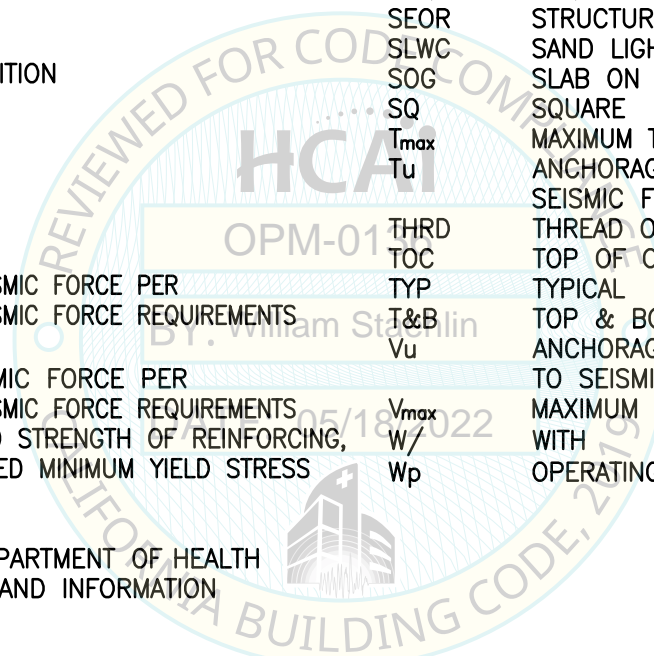 SEOR STRUCTUR
SLWC SAND LIGH
ITION
SOG SLAB ON
SQ SQUARE
Tmax MAXIMUM T
Tu ANCHORAG
SEISMIC F
THRD THREAD O
TOC TOP OF C
SMIC FORCE PER TYP TYPICAL
SMIC FORCE REQUIREMENTS T&B TOP & BO
Vu ANCHORAG
MIC FORCE PER TO SEISMI
SMIC FORCE REQUIREMENTS Vmax MAXIMUM
STRENGTH OF REINFORCING, W/ WITH
ED MINIMUM YIELD STRESS Wp OPERATING
PARTMENT OF HEALTH
AND INFORMATION
REVIEWED FOR CODE COMPLIANCE
HCAi
OPM-0136
BY: William Staehlin
DATE: 05/18/2022
CALIFORNIA BUILDING CODE, 2019